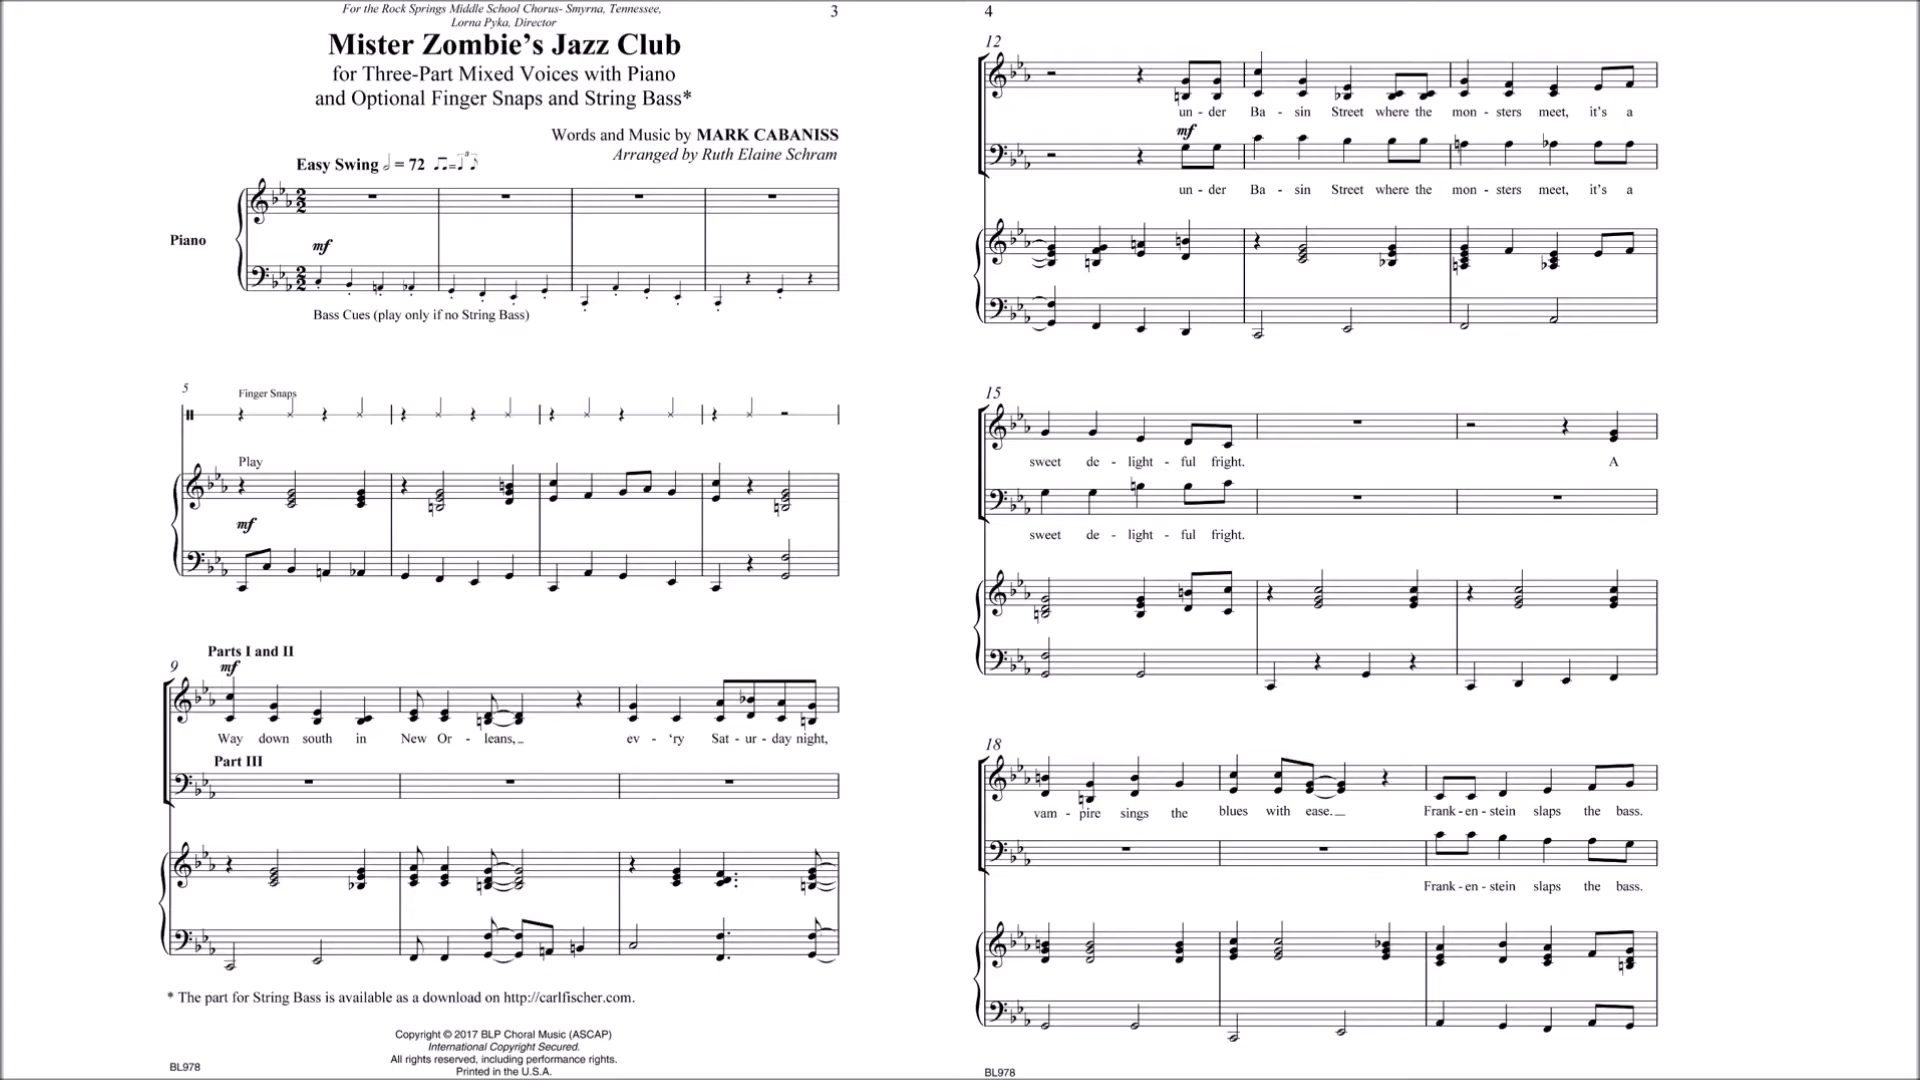 For the Rock Springs Middle School Chorus- Smyrna, Tennessee,
Lorna Pyka, Director
3
Mister Zombie's Jazz Club
for Three-Part Mixed Voices with Piano
and Optional Finger Snaps and String Bass*
Words and Music by MARK CABANISS
Arranged by Ruth Elaine Schram
Easy Swing = 72
3
Piano
mf
Bass Cues (play only if no String Bass)
5
Finger Snaps
Play
mf
Parts I and II
9
mf
Way down south in New Or - leans, ev - 'ry Sat - ur - day night,
Part III
* The part for String Bass is available as a download on http://carlfischer.com.
Copyright © 2017 BLP Choral Music (ASCAP)
International Copyright Secured.
All rights reserved, including performance rights.
Printed in the U.S.A.
BL978
4
12
un - der Ba - sin Street where the mon - sters meet, it's a
mf
un - der Ba - sin Street where the mon - sters meet, it's a
15
sweet de - light - ful fright. A
sweet de - light - ful fright.
18
vam - pire sings the blues with ease. Frank - en - stein slaps the bass.
Frank - en - stein slaps the bass.
BL978